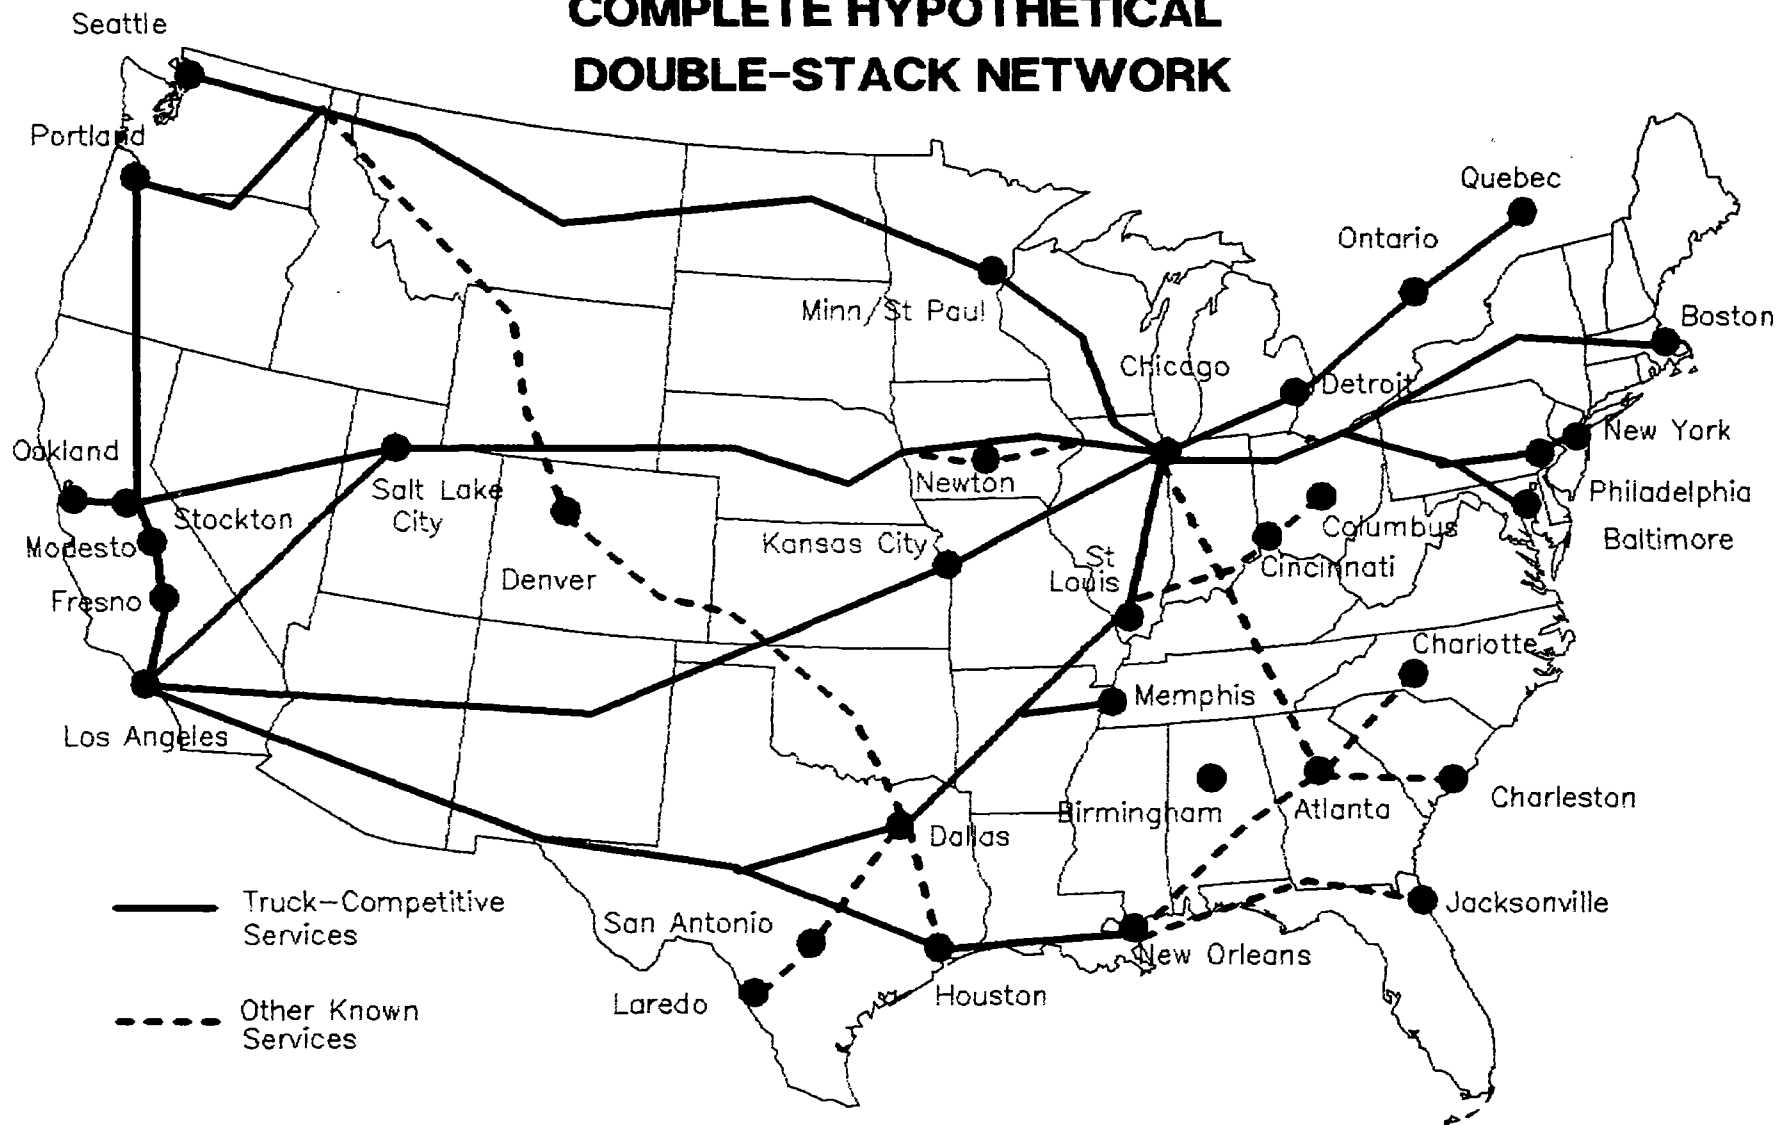 COMPLETE HYPOTHETICAL
DOUBLE-STACK NETWORK
Seattle
Portland
Quebec
Ontario
Minn/St Paul
Boston
Chicago
Detroit
New York
Oakland
Salt Lake
City
Newton
Stockton
Philadelphia
Columbus
Modesto
Kansas City
Baltimore
St
Louis
Cincinnati
Denver
Fresno
Chariotte
Memphis
Los Angeles
Birmingham
Atlanta
Charleston
Dallas
Truck-Competitive
Services
San Antonio
Jacksonville
New Orleans
Laredo
Houston
Other Known
Services